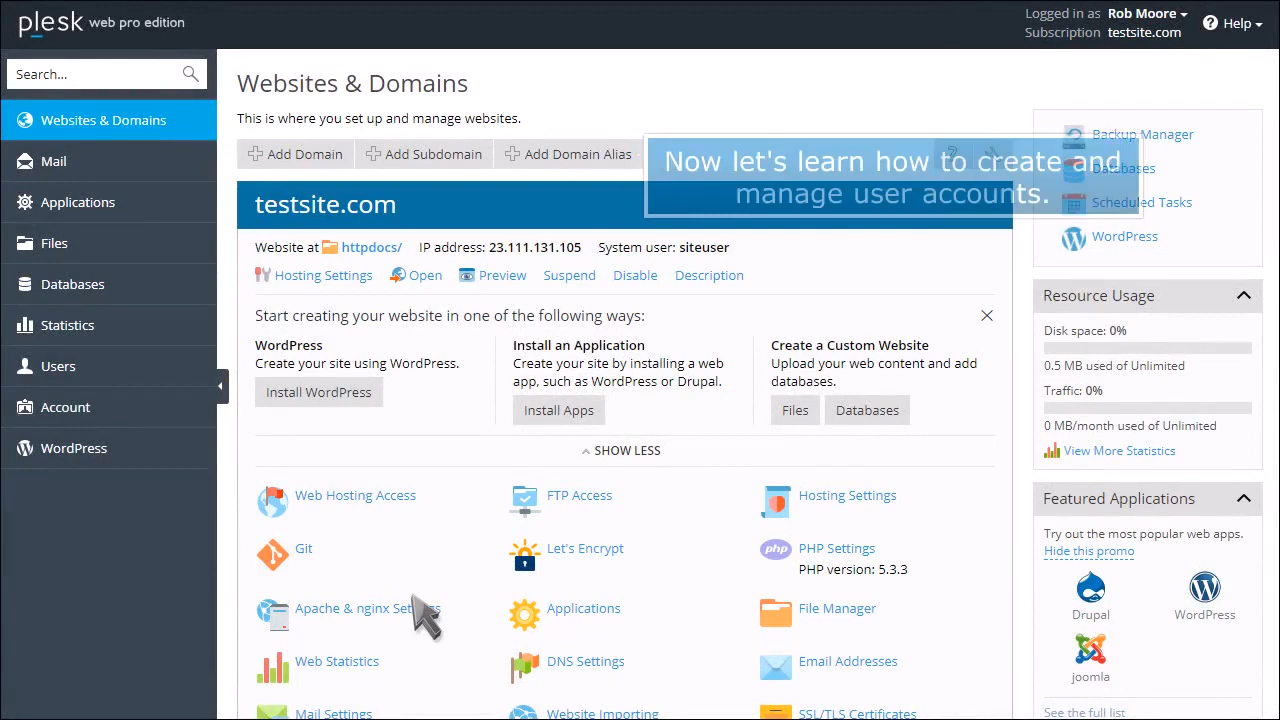 plesk web pro edition
Logged in as Rob Moore
Subscription testsite.com
Help
Search...
Websites & Domains
Mail
Applications
Files
Databases
Statistics
Users
Account
WordPress
Websites & Domains
This is where you set up and manage websites.
Add Domain
Add Subdomain
Add Domain Alias
Now let's learn how to create and
manage user accounts.
testsite.com
Website at httpdocs/ IP address: 23.111.131.105 System user: siteuser
Hosting Settings Open Preview Suspend Disable Description
Start creating your website in one of the following ways:
WordPress
Create your site using WordPress.
Install WordPress
Install an Application
Create your site by installing a web
app, such as WordPress or Drupal.
Install Apps
Create a Custom Website
Upload your web content and add
databases.
Files Databases
SHOW LESS
Web Hosting Access
FTP Access
Hosting Settings
Git
Let's Encrypt
php
PHP Settings
PHP version: 5.3.3
Apache & nginx
Applications
File Manager
Web Statistics
DNS Settings
Email Addresses
Mail Settings
Website Importing
SSL/TLS Certificates
Backup Manager
Databases
Scheduled Tasks
WordPress
Resource Usage
Disk space: 0%
0.5 MB used of Unlimited
Traffic: 0%
0 MB/month used of Unlimited
View More Statistics
Featured Applications
Try out the most popular web apps.
Hide this promo
Drupal
WordPress
joomla
See the full list